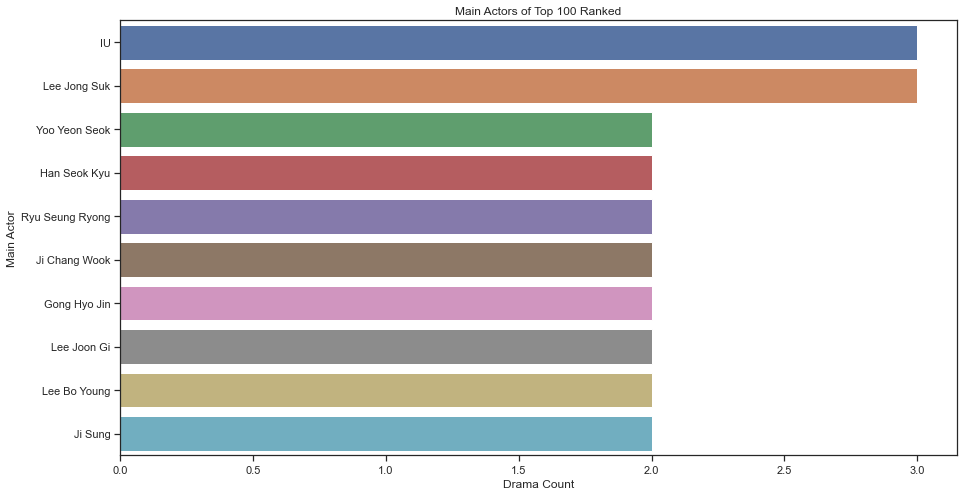 Main Actors of Top 100 Ranked
Main Actor
IU
Lee Jong Suk
Yoo Yeon Seok
Han Seok Kyu
Ryu Seung Ryong
Ji Chang Wook
Gong Hyo Jin
Lee Joon Gi
Lee Bo Young
Ji Sung
0.0 0.5 1.0 1.5 2.0 2.5 3.0
Drama Count